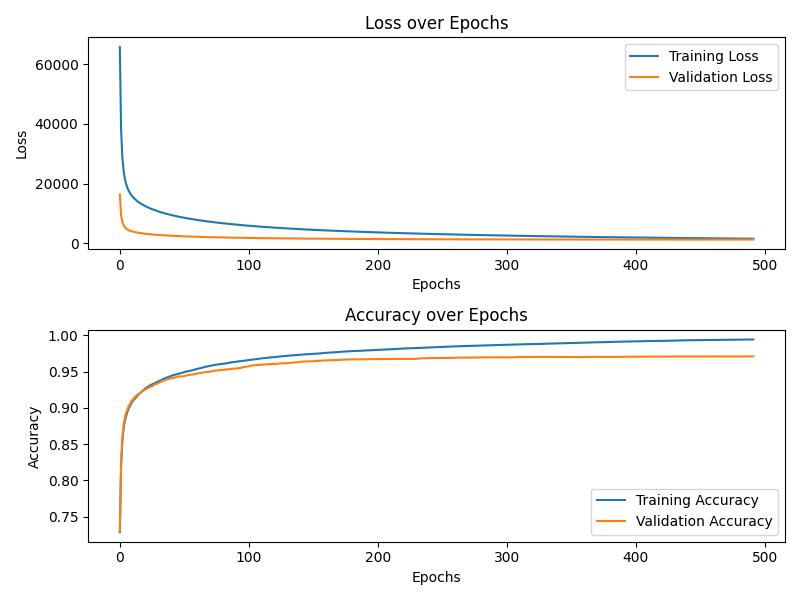 Loss over Epochs
Loss
60000
40000
20000
0
Training Loss
Validation Loss
0 100 200 300 400 500
Epochs
Accuracy over Epochs
Accuracy
1.00
0.95
0.90
0.85
0.80
0.75
Training Accuracy
Validation Accuracy
0 100 200 300 400 500
Epochs